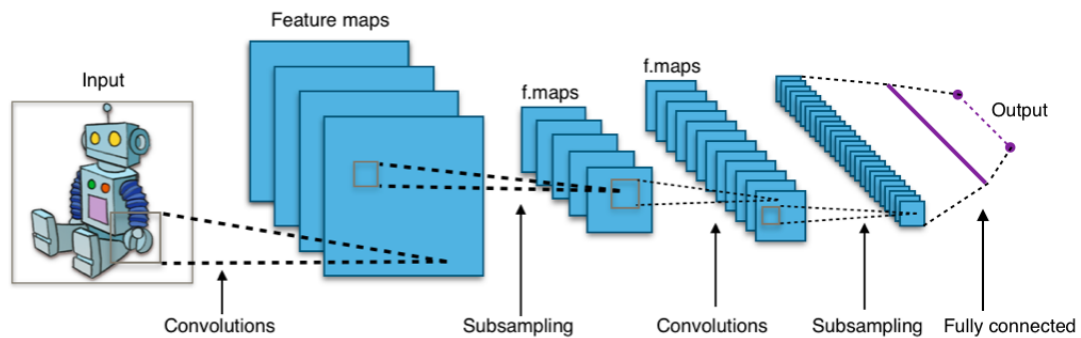 Feature maps
f.maps
f.maps
Input
Output
Convolutions
Subsampling
Convolutions
Subsampling
Fully connected